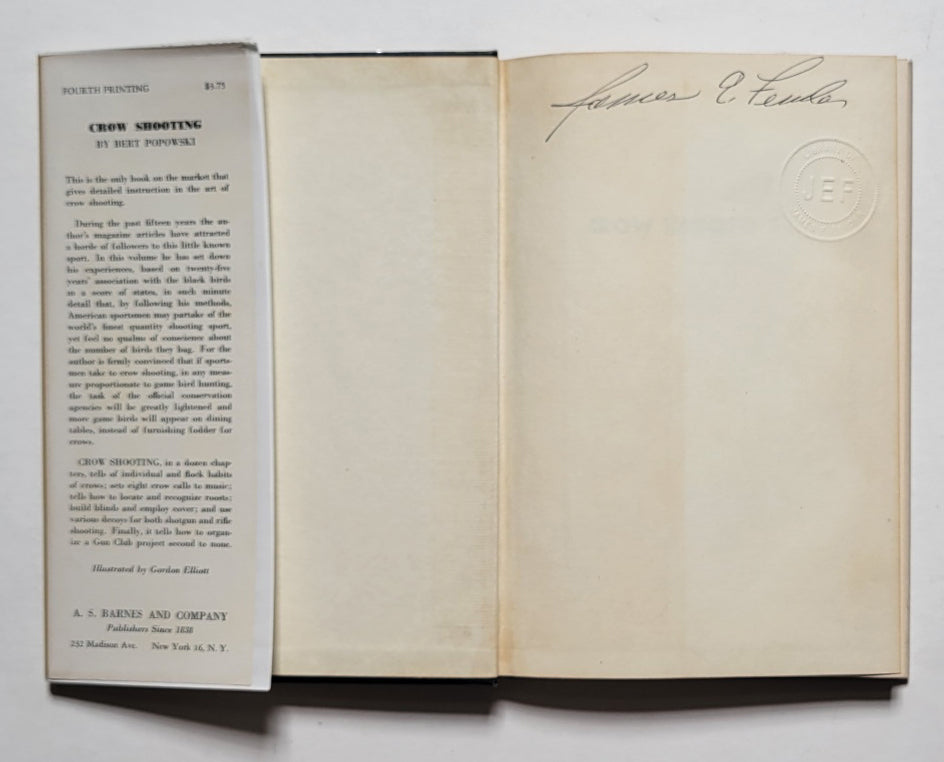 FOURTH PRINTING $3.75
CROW SHOOTING
BY BERT POPOWSKI
This is the only book on the market that
gives detailed instruction in the art of
crow shooting.
During the past fifteen years the au-
thor's magazine articles have attracted
a horde of followers to this little known
sport. In this volume he has set down
his experiences, based on twenty-five
years' association with the black birds
in a score of states, in such minute
detail that, by following his methods,
American sportsmen may partake of the
world's finest quantity shooting sport,
yet feel no qualms of conscience about
the number of birds they bag. For the
author is firmly convinced that if sports-
men take to crow shooting, in any meas-
ure proportionate to game bird hunting,
the task of the official conservation
agencies will be greatly lightened and
more game birds will appear on dining
tables, instead of furnishing fodder for
crows.
CROW SHOOTING, in a dozen chap-
ters, tells of individual and flock habits
of crows; sets eight crow calls to music;
tells how to locate and recognize roosts;
build blinds and employ cover; and use
various decoys for both shotgun and rifle
shooting. Finally, it tells how to organ-
ize a Gun Club project second to none.
Illustrated by Gordon Elliott
A. S. BARNES AND COMPANY
Publishers Since 1838
232 Madison Ave. New York 16, N. Y.
James E Fender
JEF